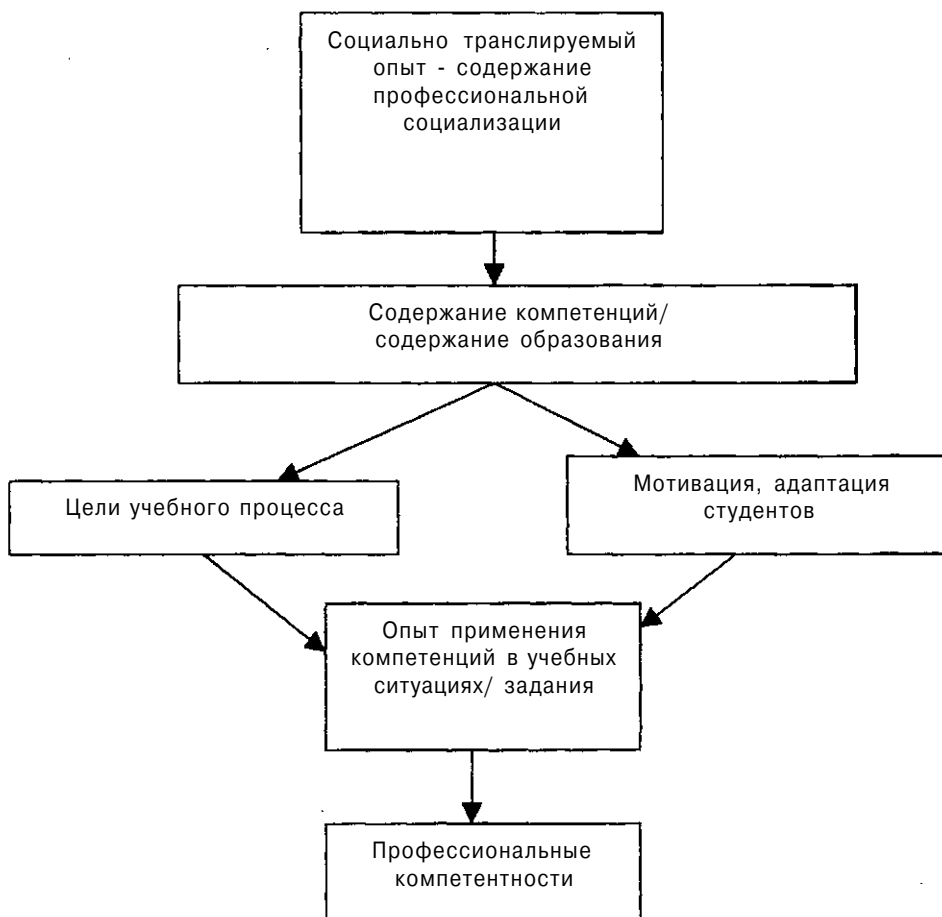 Социально транслируемый
опыт - содержание
профессиональной
социализации
Содержание компетенций/
содержание образования
Цели учебного процесса
Мотивация, адаптация
студентов
Опыт применения
компетенций в учебных
ситуациях/ задания
Профессиональные
компетентности